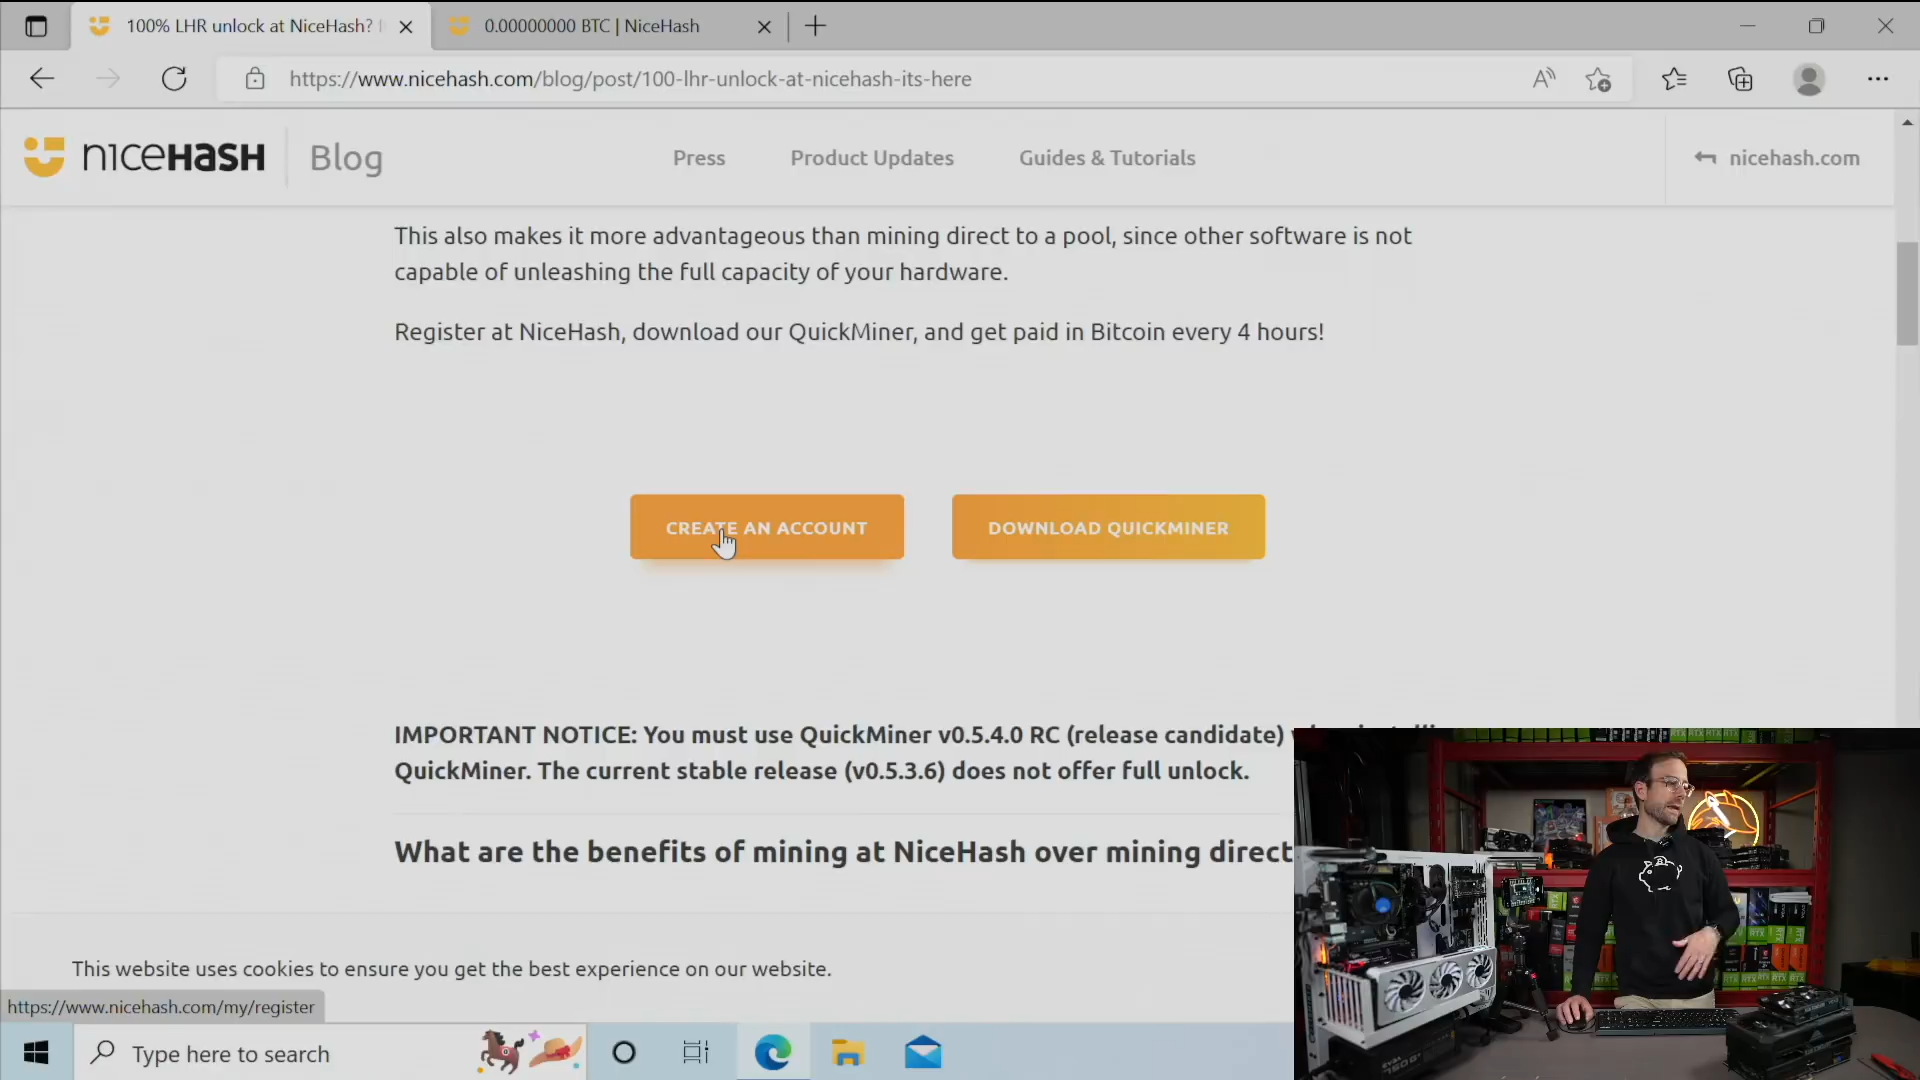 100% LHR unlock at NiceHash?
0.00000000 BTC | NiceHash
https://www.nicehash.com/blog/post/100-lhr-unlock-at-nicehash-its-here
niceHASH
Blog
Press
Product Updates
Guides & Tutorials
nicehash.com
This also makes it more advantageous than mining direct to a pool, since other software is not
capable of unleashing the full capacity of your hardware.
Register at NiceHash, download our QuickMiner, and get paid in Bitcoin every 4 hours!
CREATE AN ACCOUNT
DOWNLOAD QUICKMINER
IMPORTANT NOTICE: You must use QuickMiner v0.5.4.0 RC (release candidate)
QuickMiner. The current stable release (v0.5.3.6) does not offer full unlock.
What are the benefits of mining at NiceHash over mining direct
This website uses cookies to ensure you get the best experience on our website.
https://www.nicehash.com/my/register
Type here to search